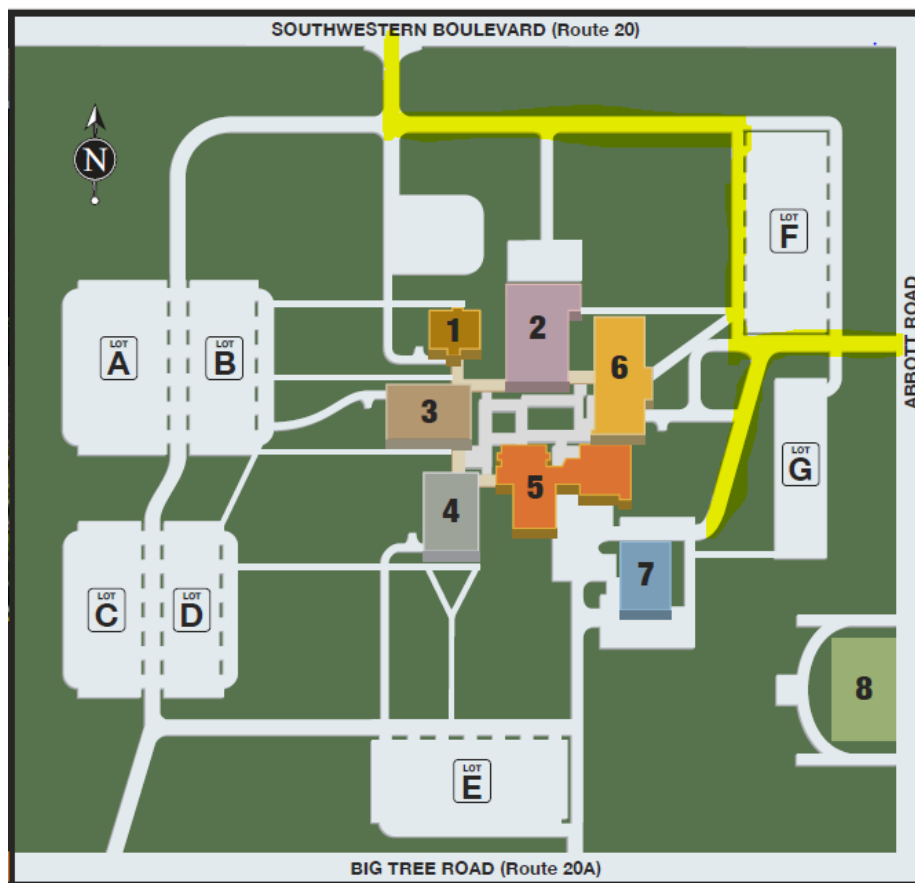 SOUTHWESTERN BOULEVARD (Route 20)
N
LOT
F
1
2
6
LOT
A
LOT
B
3
ABBOTT ROAD
5
LOT
G
4
7
LOT
C
LOT
D
8
LOT
E
BIG TREE ROAD (Route 20A)